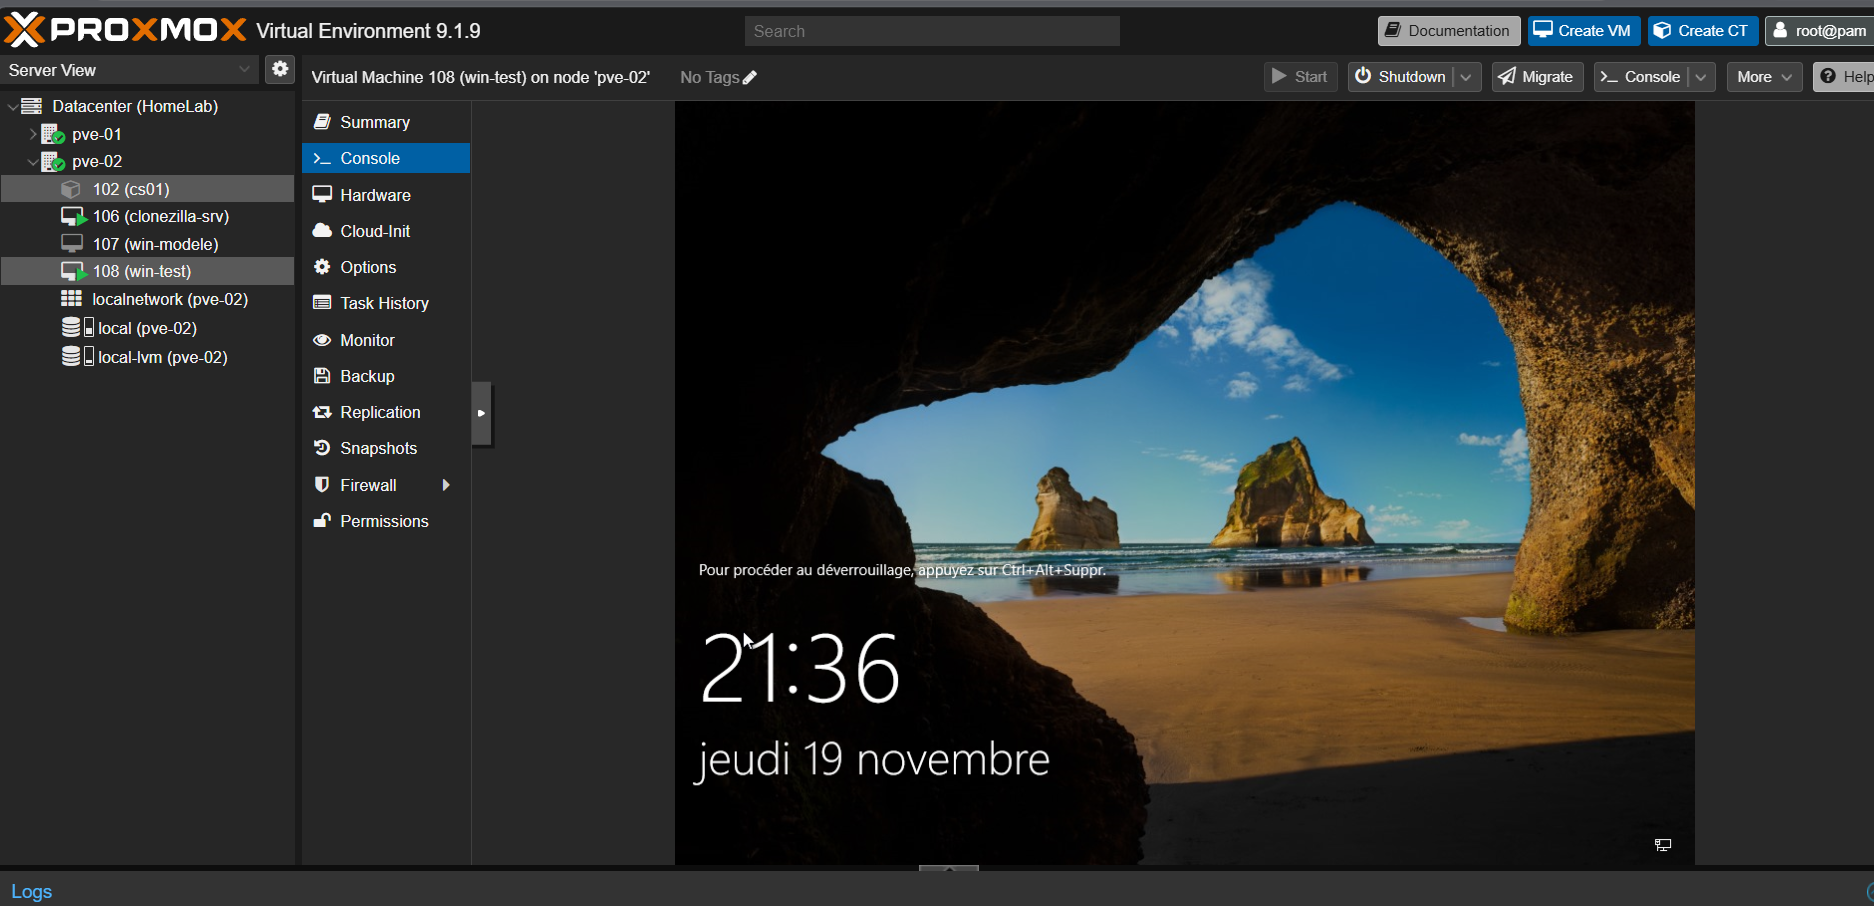 PROXMOX Virtual Environment 9.1.9
Search
Documentation
Create VM
Create CT
root@pam
Server View
Virtual Machine 108 (win-test) on node 'pve-02'
No Tags
Start
Shutdown
Migrate
Console
More
Help
Datacenter (HomeLab)
pve-01
pve-02
102 (cs01)
106 (clonezilla-srv)
107 (win-modele)
108 (win-test)
localnetwork (pve-02)
local (pve-02)
local-lvm (pve-02)
Summary
Console
Hardware
Cloud-Init
Options
Task History
Monitor
Backup
Replication
Snapshots
Firewall
Permissions
Pour procéder au déverrouillage, appuyez sur Ctrl+Alt+Suppr.
21:36
jeudi 19 novembre
Logs